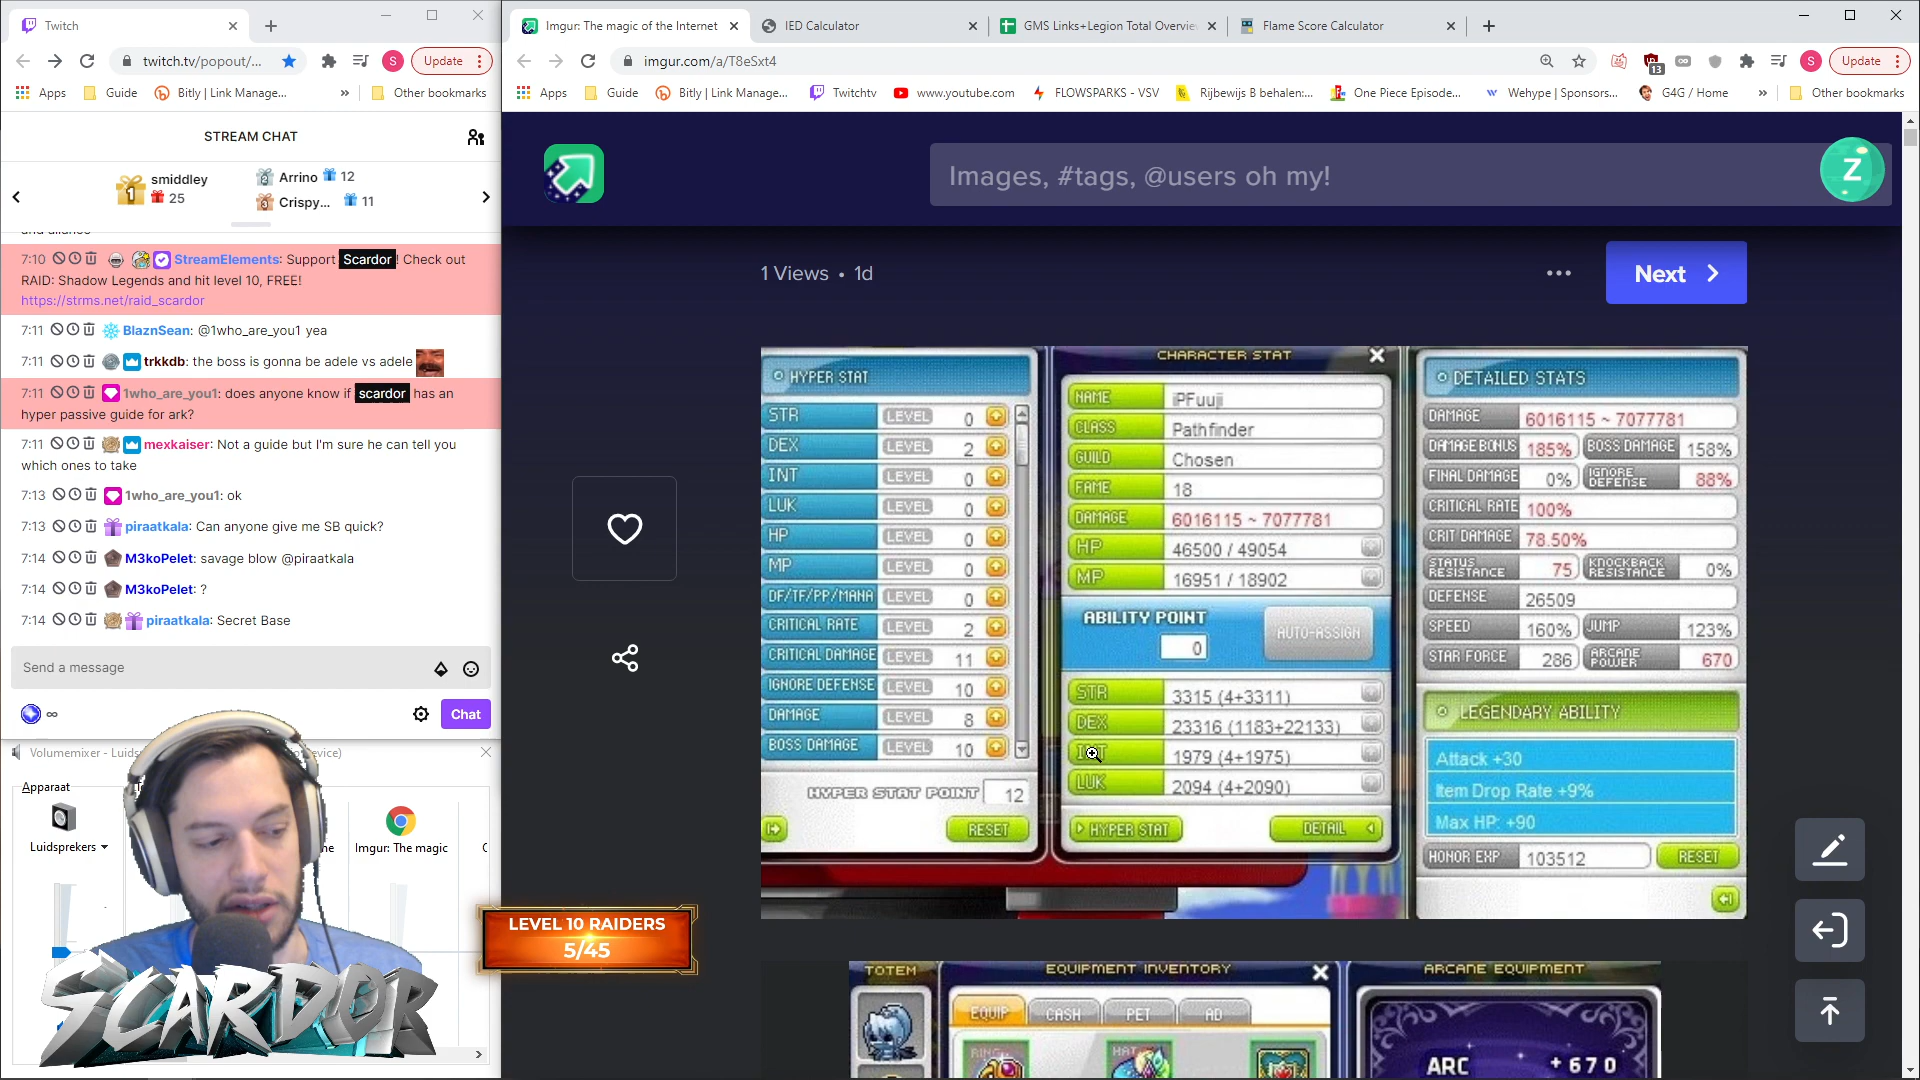 Twitch
Imgur: The magic of the Internet
IED Calculator
GMS Links+Legion Total Overvie
Flame Score Calculator
twitch.tv/popout/...
S
Update
imgur.com/a/T8eSxt4
13
S
Update
Apps
Guide
Bitly | Link Manage...
»
Other bookmarks
Apps
Guide
Bitly | Link Manage...
Twitchtv
www.youtube.com
FLOWSPARKS - VSV
Rijbewijs B behalen:...
One Piece Episode...
Wehype | Sponsors...
G4G / Home
»
Other bookmarks
STREAM CHAT
1 smiddley
25
2 Arrino 12
3 Crispy... 11
7:10 StreamElements: Support Scardor! Check out
RAID: Shadow Legends and hit level 10, FREE!
https://strms.net/raid_scardor
7:11 BlaznSean: @1who_are_you1 yea
7:11 trkkdb: the boss is gonna be adele vs adele
7:11 1who_are_you1: does anyone know if scardor has an
hyper passive guide for ark?
7:11 mexkaiser: Not a guide but I'm sure he can tell you
which ones to take
7:13 1who_are_you1: ok
7:13 piraatkala: Can anyone give me SB quick?
7:14 M3koPelet: savage blow @piraatkala
7:14 M3koPelet: ?
7:14 piraatkala: Secret Base
Send a message
∞
Chat
Volumemixer - Luids
evice)
Apparaat
Luidsprekers
Imgur: The magic
SCARDOR
LEVEL 10 RAIDERS
5/45
Images, #tags, @users oh my!
Z
1 Views • 1d
Next
HYPER STAT
STR LEVEL 0
DEX LEVEL 2
INT LEVEL 0
LUK LEVEL 0
HP LEVEL 0
MP LEVEL 0
DF/TF/PP/MANA LEVEL 0
CRITICAL RATE LEVEL 2
CRITICAL DAMAGE LEVEL 11
IGNORE DEFENSE LEVEL 10
DAMAGE LEVEL 8
BOSS DAMAGE LEVEL 10
HYPER STAT POINT 12
RESET
CHARACTER STAT
NAME iPFuuji
CLASS Pathfinder
GUILD Chosen
FAME 18
DAMAGE 6016115 ~ 7077781
HP 46500 / 49054
MP 16951 / 18902
ABILITY POINT
0
AUTO-ASSIGN
STR 3315 (4+3311)
DEX 23316 (1183+22133)
1979 (4+1975)
LUK 2094 (4+2090)
HYPER STAT
DETAIL
DETAILED STATS
DAMAGE 6016115 ~ 7077781
DAMAGE BONUS 185% BOSS DAMAGE 158%
FINAL DAMAGE 0% IGNORE DEFENSE 88%
CRITICAL RATE 100%
CRIT DAMAGE 78.50%
STATUS RESISTANCE 75 KNOCKBACK RESISTANCE 0%
DEFENSE 26509
SPEED 160% JUMP 123%
STAR FORCE 286 ARCANE POWER 670
LEGENDARY ABILITY
Attack +30
Item Drop Rate +9%
Max HP: +90
HONOR EXP 103512
RESET
TOTEM
EQUIPMENT INVENTORY
EQUIP CASH PET AD
ARCANE EQUIPMENT
ARC +670